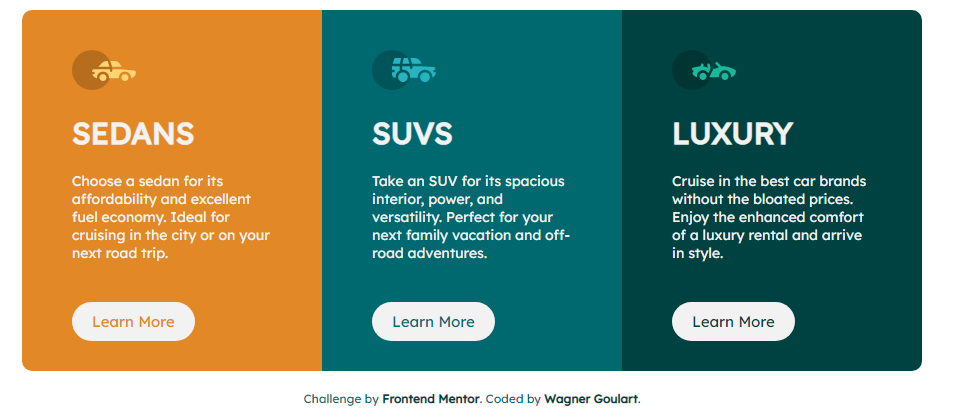 SEDANS
Choose a sedan for its
affordability and excellent
fuel economy. Ideal for
cruising in the city or on your
next road trip.
Learn More
SUVS
Take an SUV for its spacious
interior, power, and
versatility. Perfect for your
next family vacation and off-
road adventures.
Learn More
LUXURY
Cruise in the best car brands
without the bloated prices.
Enjoy the enhanced comfort
of a luxury rental and arrive
in style.
Learn More
Challenge by Frontend Mentor. Coded by Wagner Goulart.